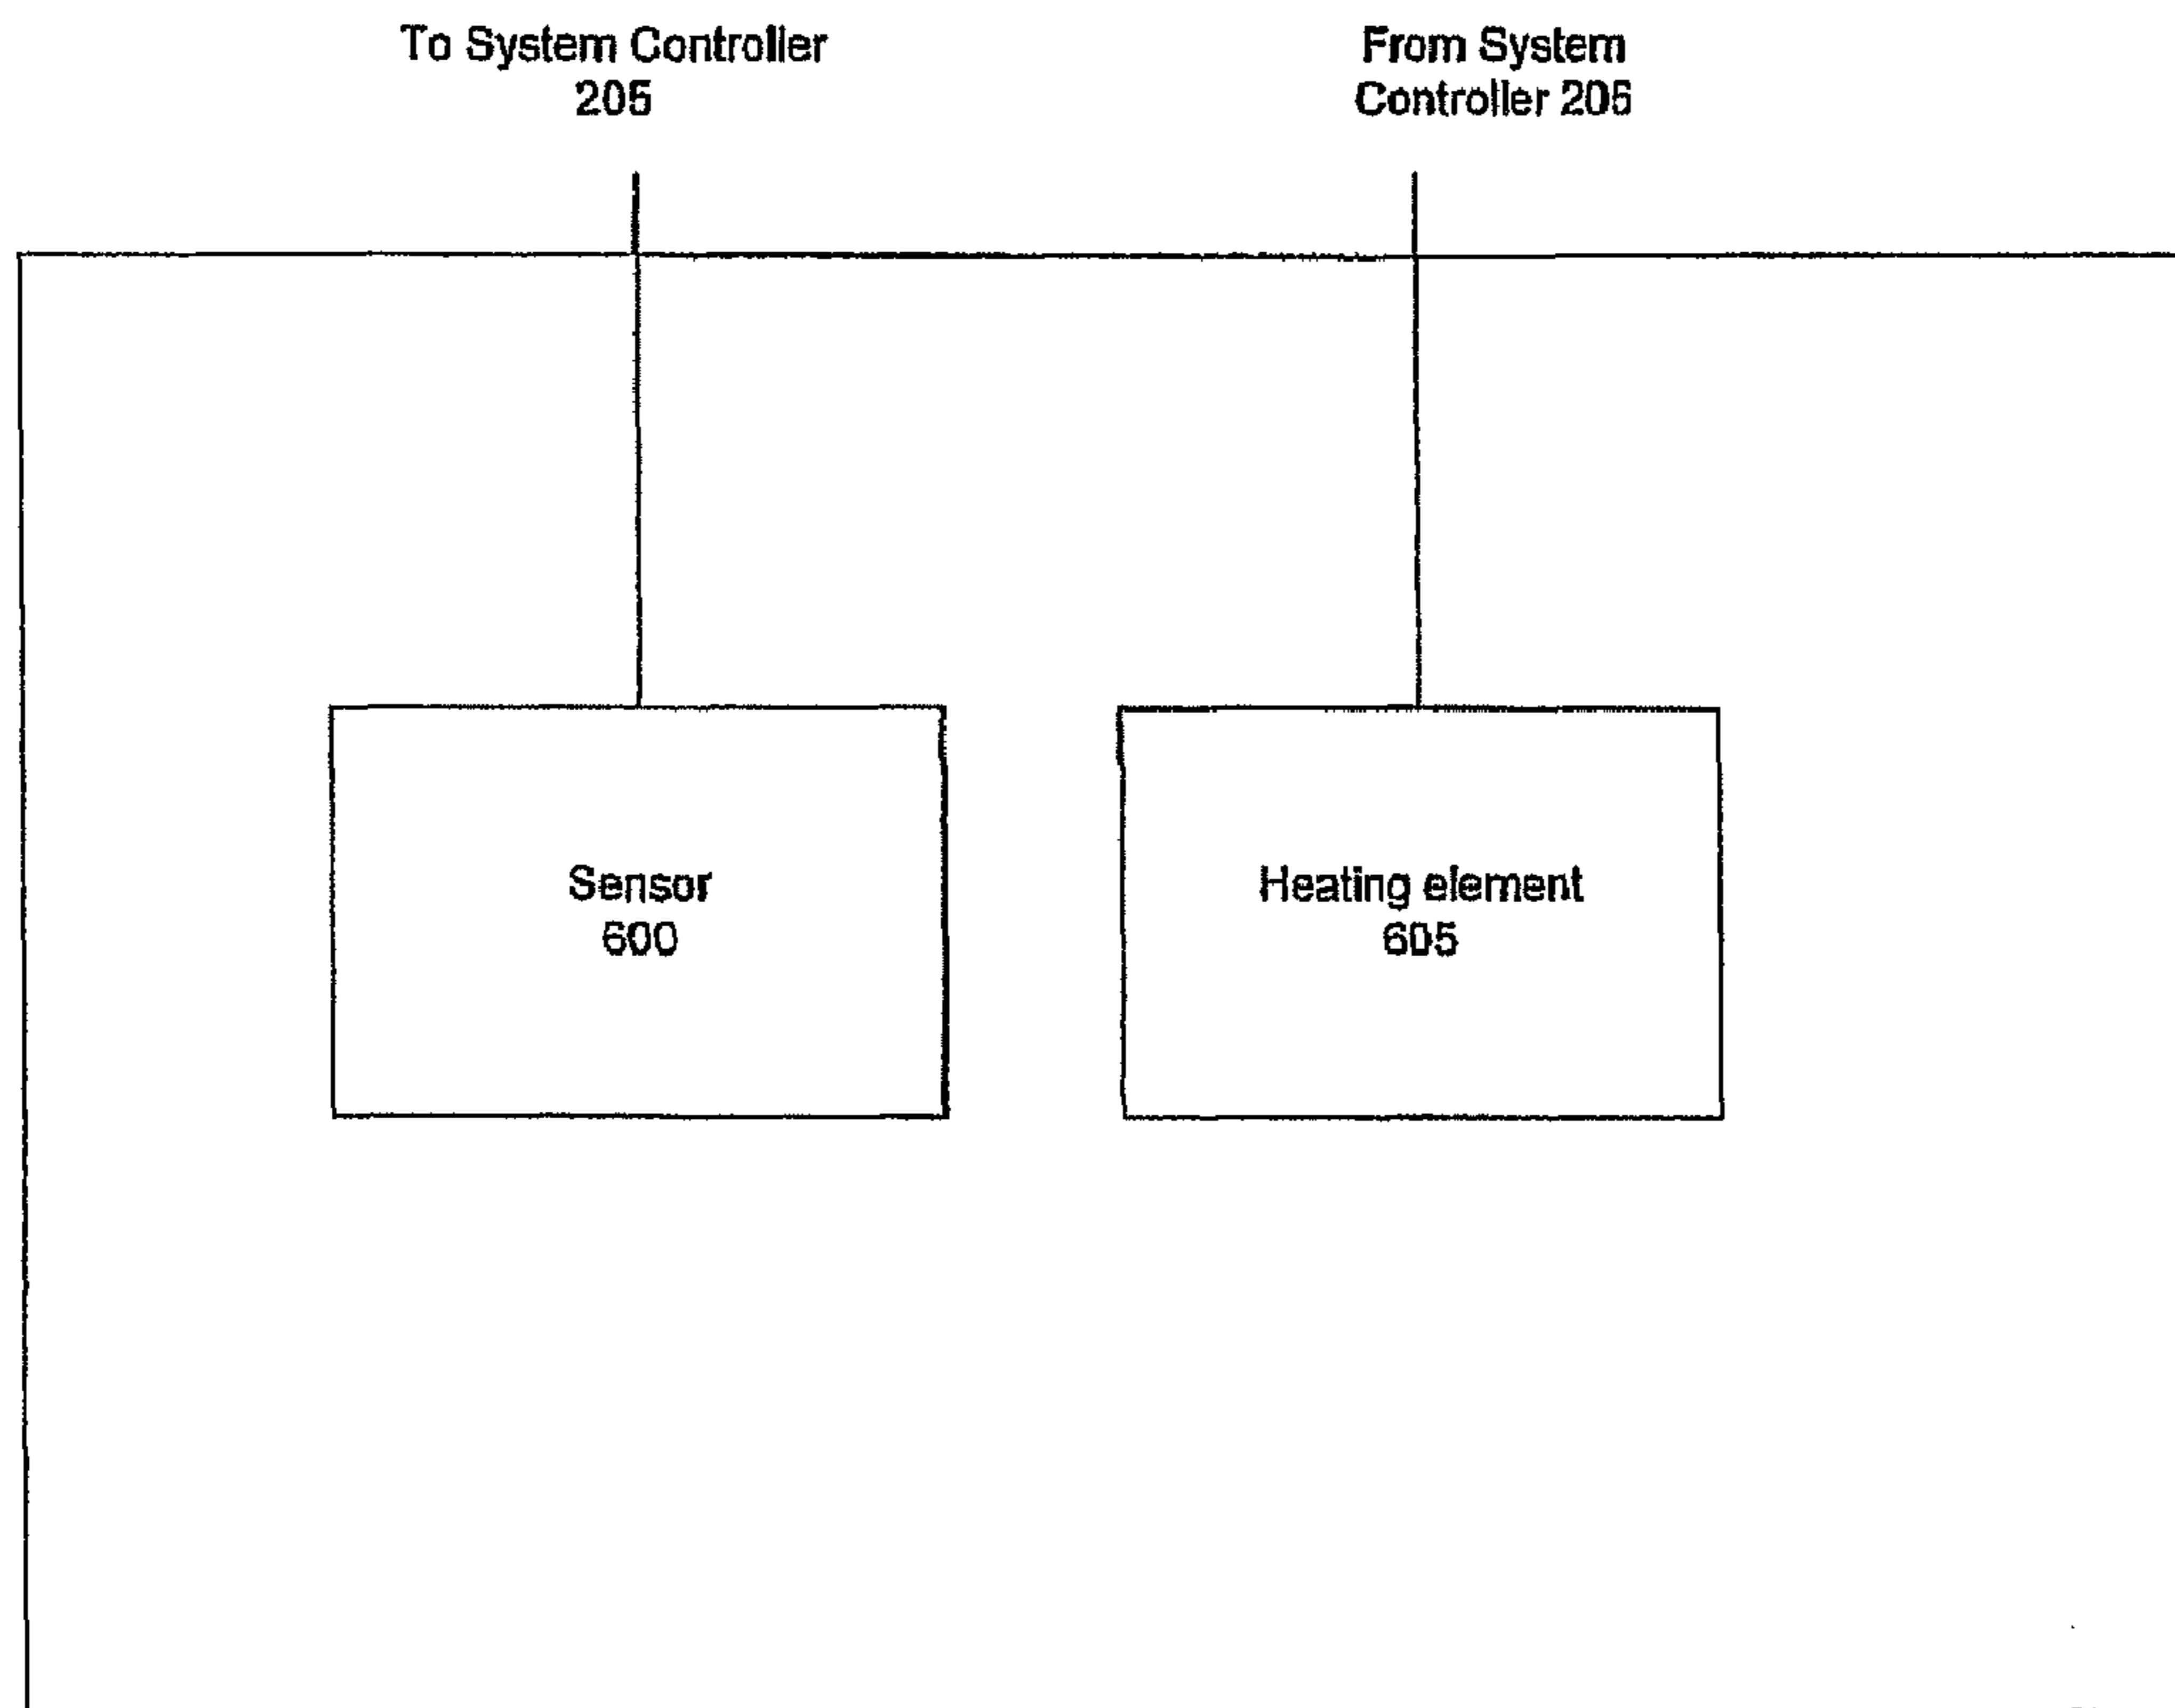 To System Controller
205
From System
Controller 205
Sensor
600
Heating element
605